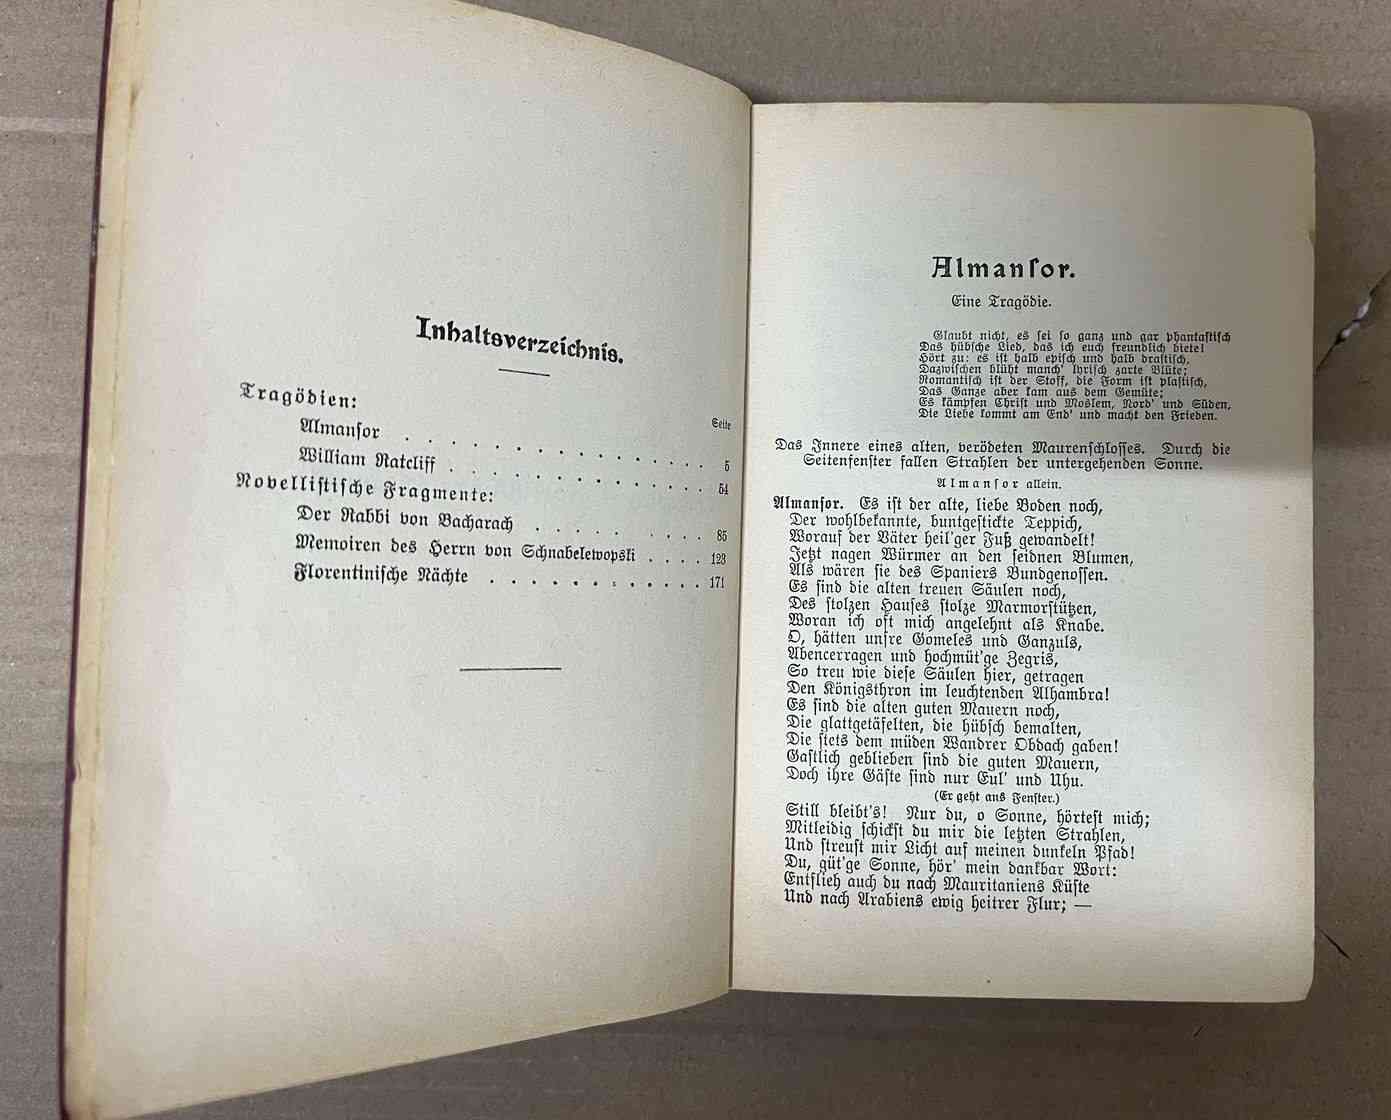 Inhaltsverzeichnis.
Tragödien:
Seite
Almansor . . . . . . . . . . . . . . 5
William Ratcliff . . . . . . . . . . . . 54
Novellistische Fragmente:
Der Rabbi von Bacharach . . . . . . . . 85
Memoiren des Herrn von Schnabelewopski . . . . 123
Florentinische Nächte . . . . . . . . . . . 171
Almansor.
Eine Tragödie.
Glaubt nicht, es sei so ganz und gar phantastisch
Das hübsche Lied, das ich euch freundlich biete!
Hört zu: es ist halb episch und halb drastisch,
Dazwischen blüht manch' lyrisch zarte Blüte;
Romantisch ist der Stoff, die Form ist plastisch,
Das Ganze aber kam aus dem Gemüte;
Es kämpfen Christ und Moslem, Nord' und Süden,
Die Liebe kommt am End' und macht den Frieden.
Das Innere eines alten, verödeten Maurenschlosses. Durch die
Seitenfenster fallen Strahlen der untergehenden Sonne.
Almansor allein.
Almansor. Es ist der alte, liebe Boden noch,
Der wohlbekannte, buntgestickte Teppich,
Worauf der Väter heil'ger Fuß gewandelt!
Jetzt nagen Würmer an den seidnen Blumen,
Als wären sie des Spaniers Bundgenossen.
Es sind die alten treuen Säulen noch,
Des stolzen Hauses stolze Marmorstützen,
Woran ich oft mich angelehnt als Knabe.
O, hätten unsre Gomeles und Ganzuls,
Abencerragen und hochmüt'ge Zegris,
So treu wie diese Säulen hier, getragen
Den Königsthron im leuchtenden Alhambra!
Es sind die alten guten Mauern noch,
Die glattgetäfelten, die hübsch bemalten,
Die stets dem müden Wandrer Obdach gaben!
Gastlich geblieben sind die guten Mauern,
Doch ihre Gäste sind nur Eul' und Uhu.
(Er geht ans Fenster.)
Still bleibt's! Nur du, o Sonne, hörtest mich;
Mitleidig schickst du mir die letzten Strahlen,
Und streust mir Licht auf meinen dunkeln Pfad!
Du, güt'ge Sonne, hör' mein dankbar Wort:
Entflieh auch du nach Mauritaniens Küste
Und nach Arabiens ewig heitrer Flur; —